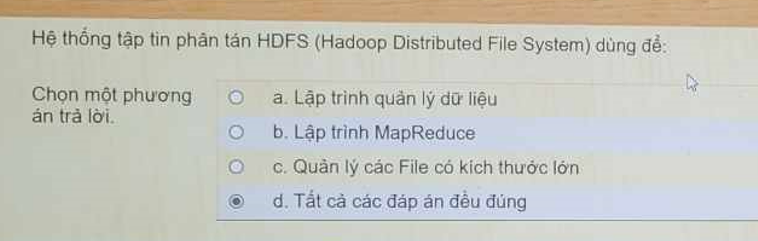 Hệ thống tập tin phân tán HDFS (Hadoop Distributed File System) dùng để:
Chọn một phương
án trả lời.
a. Lập trình quản lý dữ liệu
b. Lập trình MapReduce
c. Quản lý các File có kích thước lớn
d. Tất cả các đáp án đều đúng